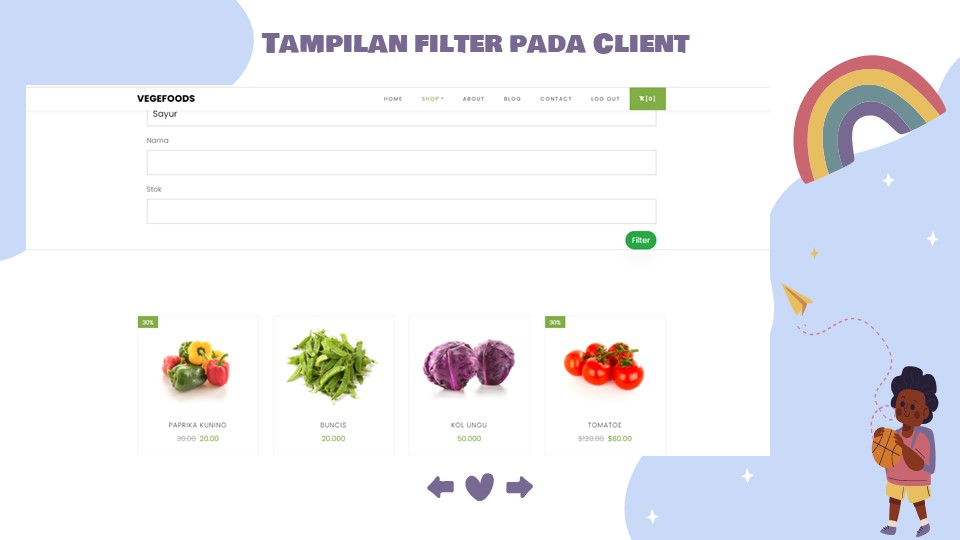 TAMPILAN FILTER PADA CLIENT
VEGEFOODS
HOME SHOP ABOUT BLOG CONTACT LOG OUT [0]
Sayur
Nama
Stok
Filter
30%
30%
PAPRIKA KUNING
30.00 20.00
BUNCIS
20.000
KOL UNGU
50.000
TOMATOE
$120.00 $80.00